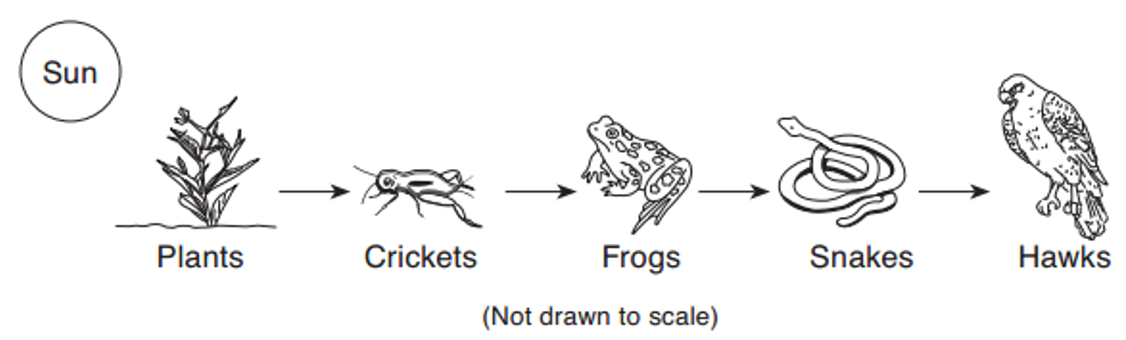 Sun
Plants Crickets Frogs Snakes Hawks
(Not drawn to scale)